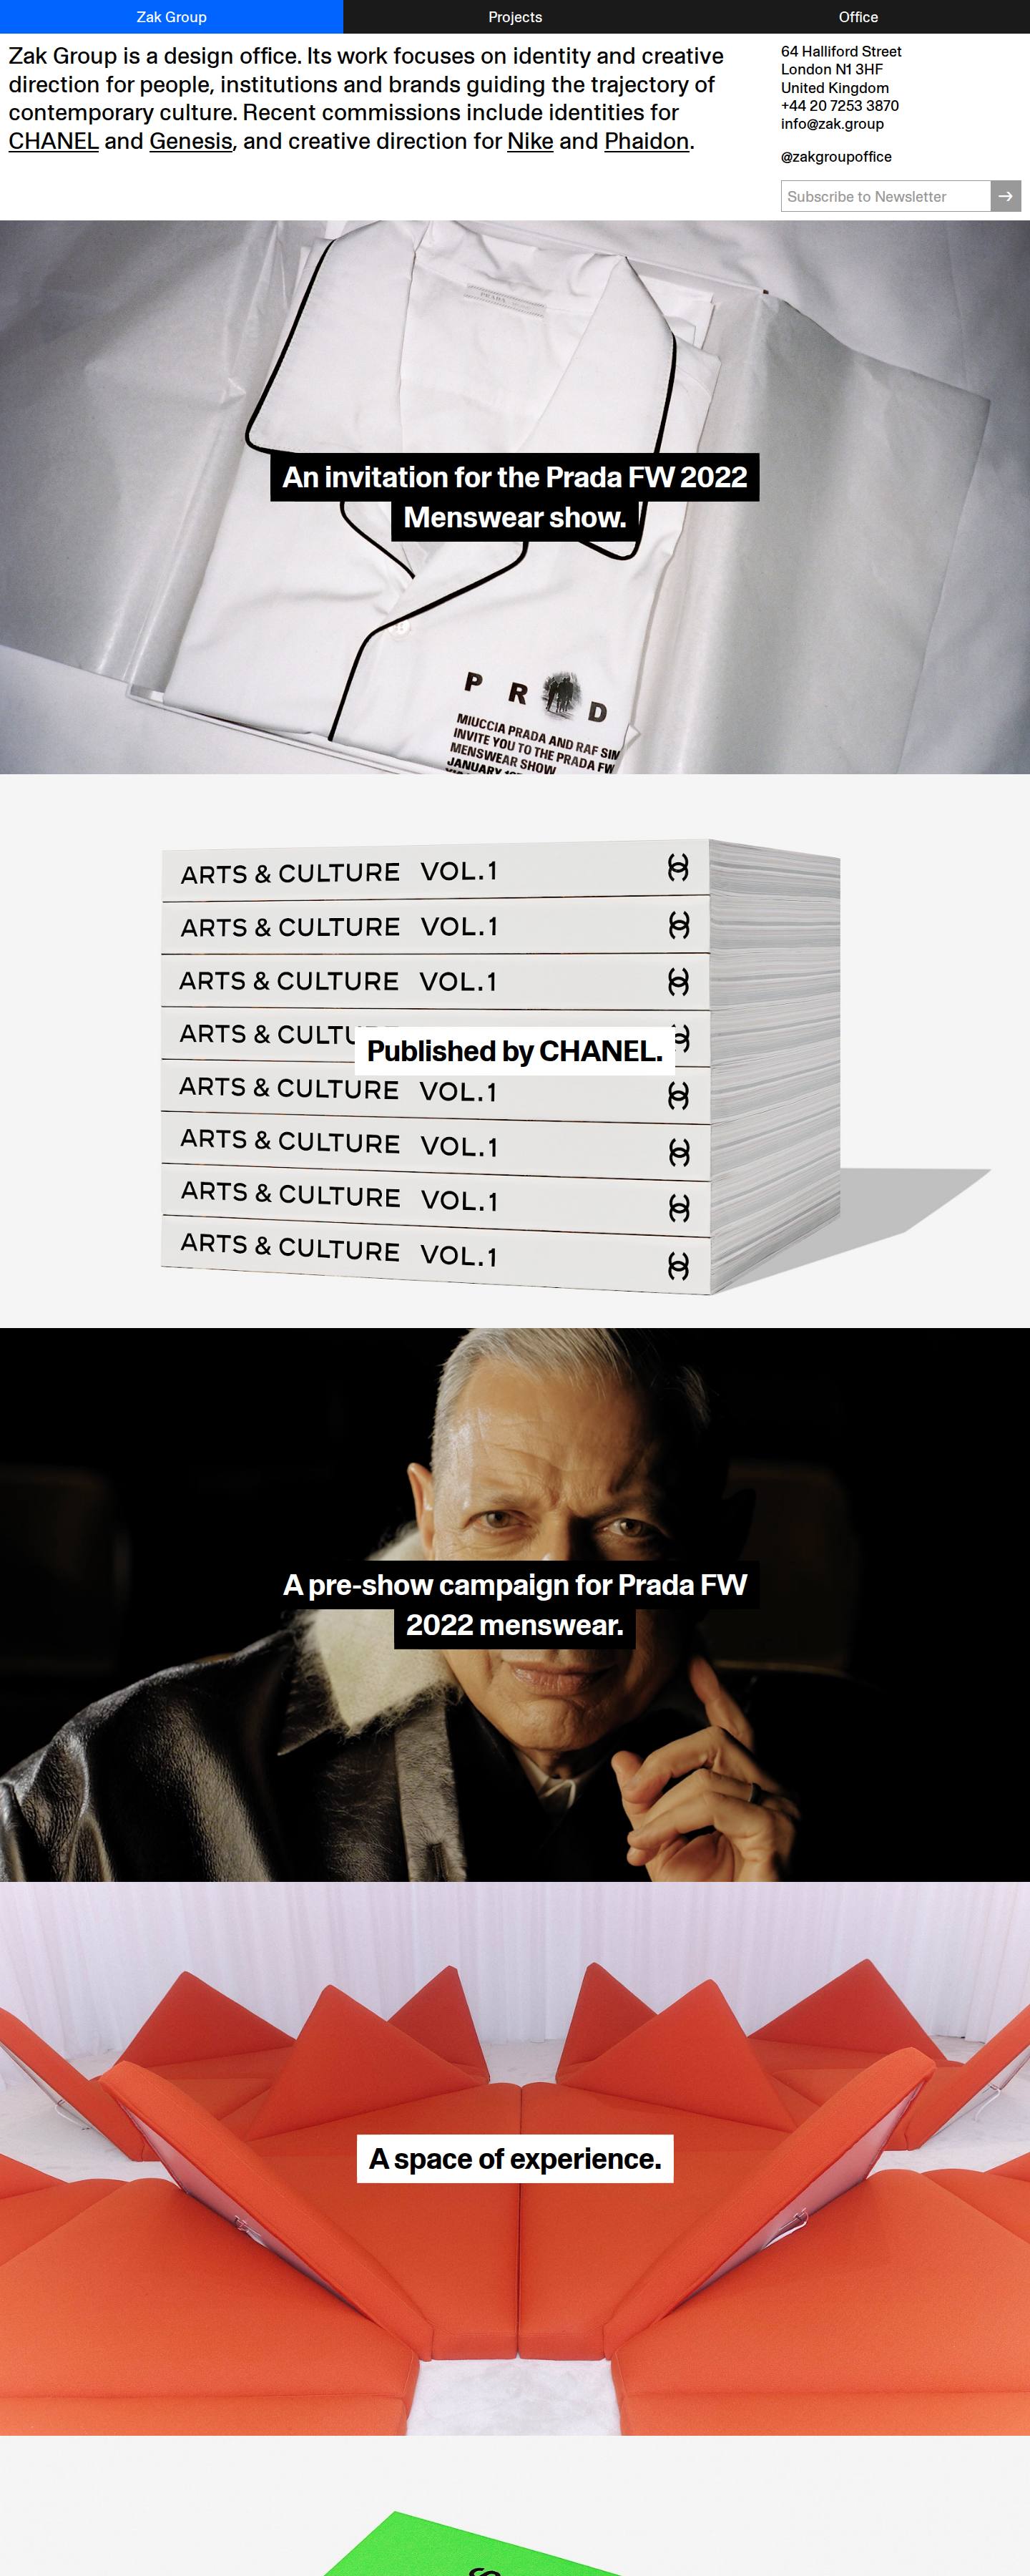 Zak Group
Projects
Office
Zak Group is a design office. Its work focuses on identity and creative
direction for people, institutions and brands guiding the trajectory of
contemporary culture. Recent commissions include identities for
CHANEL and Genesis, and creative direction for Nike and Phaidon.
64 Halliford Street
London N1 3HF
United Kingdom
+44 20 7253 3870
info@zak.group
@zakgroupoffice
Subscribe to Newsletter →
PRADA
An invitation for the Prada FW 2022
Menswear show.
P R D
MIUCCIA PRADA AND RAF SIM
INVITE YOU TO THE PRADA FW
MENSWEAR SHOW
JANUARY
ARTS & CULTURE VOL.1
ARTS & CULTURE VOL.1
ARTS & CULTURE VOL.1
ARTS & CULTU
Published by CHANEL.
ARTS & CULTURE VOL.1
ARTS & CULTURE VOL.1
ARTS & CULTURE VOL.1
ARTS & CULTURE VOL.1
A pre-show campaign for Prada FW
2022 menswear.
A space of experience.